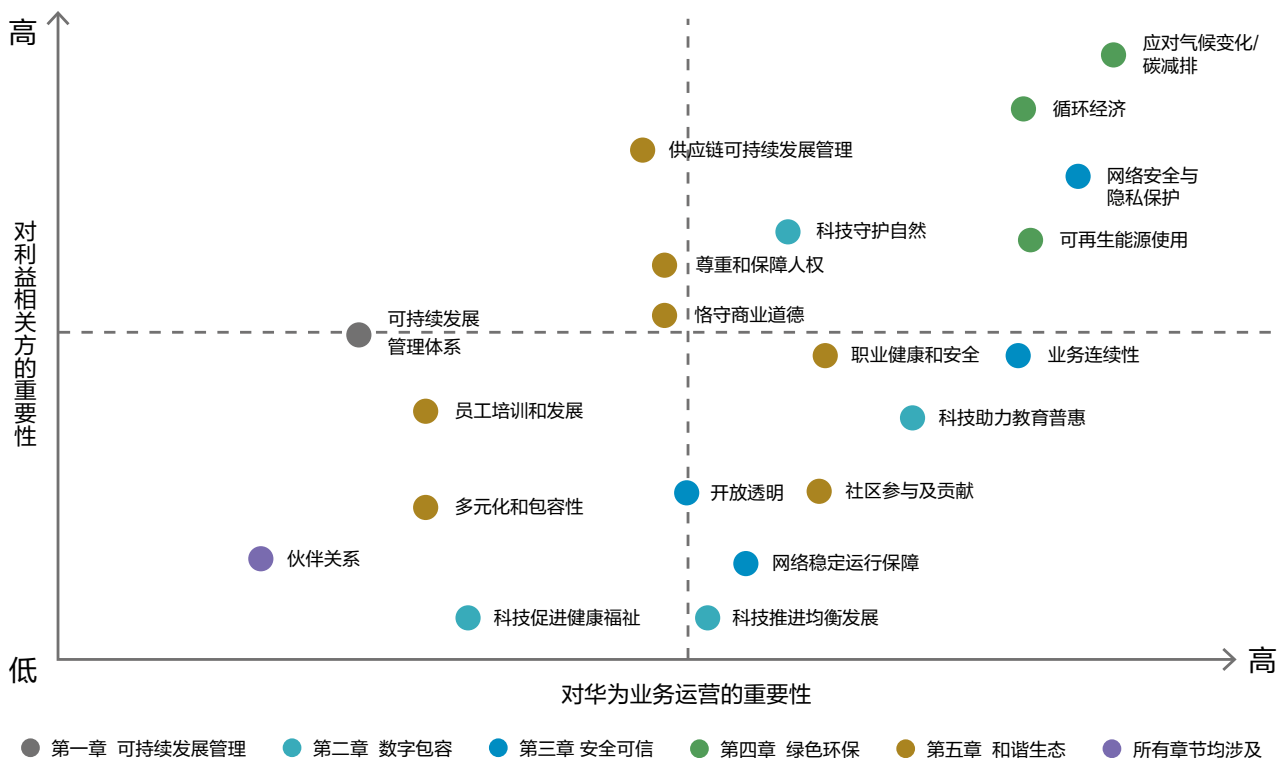 高
应对气候变化/
碳减排
循环经济
供应链可持续发展管理
网络安全与
隐私保护
科技守护自然
可再生能源使用
尊重和保障人权
恪守商业道德
可持续发展
管理体系
对利益相关方的重要性
职业健康和安全
业务连续性
员工培训和发展
科技助力教育普惠
开放透明
社区参与及贡献
多元化和包容性
伙伴关系
网络稳定运行保障
科技促进健康福祉
科技推进均衡发展
低
高
对华为业务运营的重要性
第一章 可持续发展管理
第二章 数字包容
第三章 安全可信
第四章 绿色环保
第五章 和谐生态
所有章节均涉及